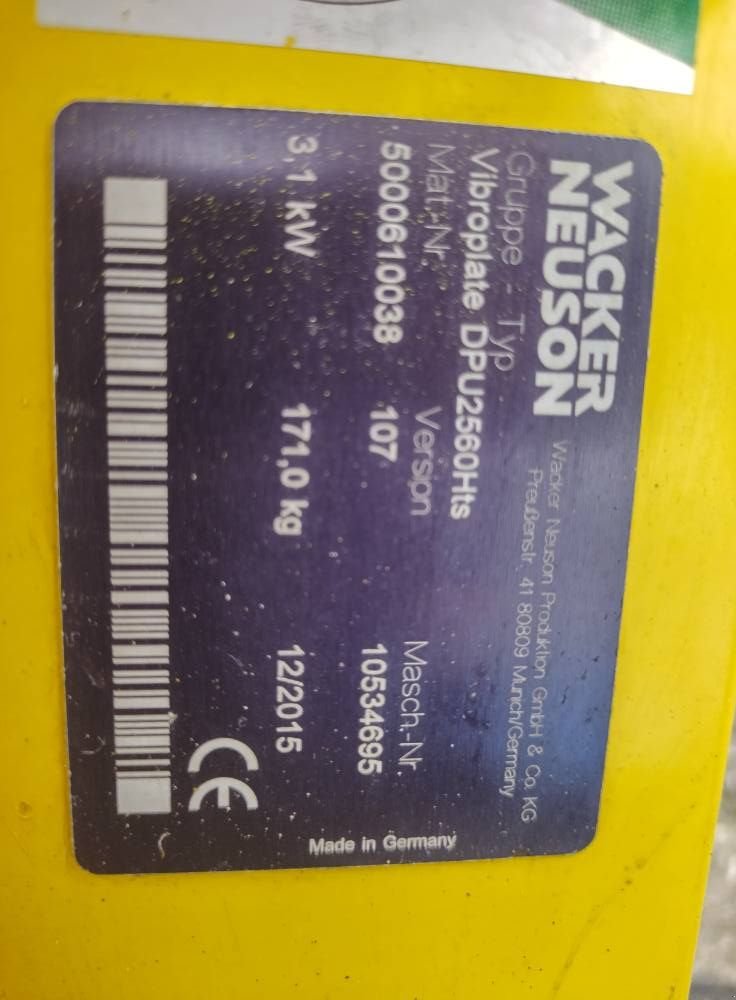 WACKER
NEUSON
Wacker Neuson Produktion GmbH & Co. KG
Preußenstr. 41 80809 Munich/Germany
Gruppe - Typ
Vibroplate DPU2560Hts
Mat.-Nr. Version Masch.-Nr.
5000610038 107 10534695
3,1 kW 171,0 kg 12/2015
CE
Made in Germany